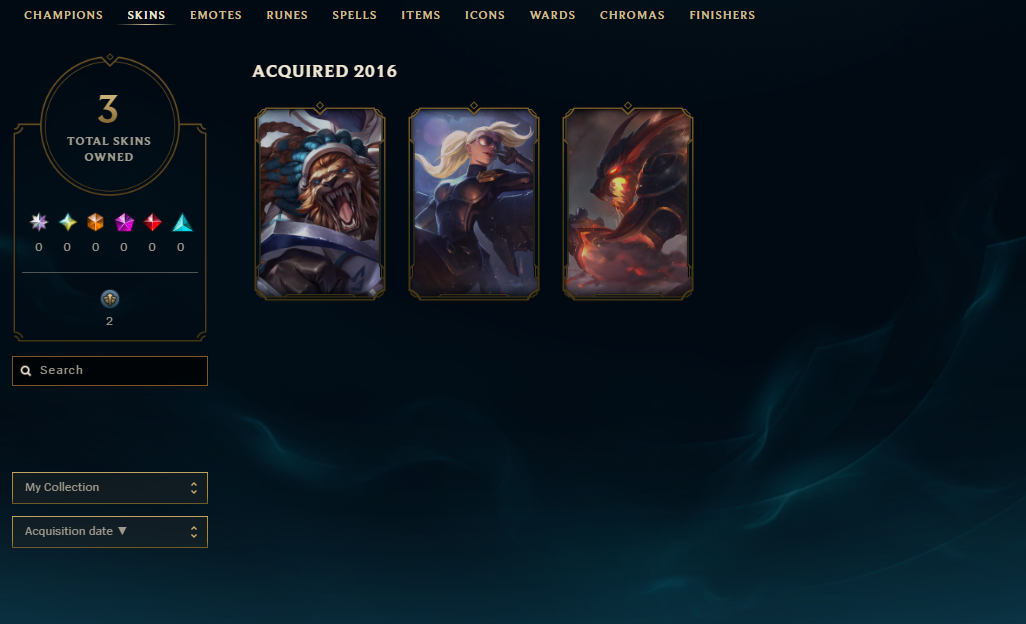 CHAMPIONS SKINS EMOTES RUNES SPELLS ITEMS ICONS WARDS CHROMAS FINISHERS
3
TOTAL SKINS
OWNED
0 0 0 0 0 0
2
Search
My Collection
Acquisition date ▼
ACQUIRED 2016